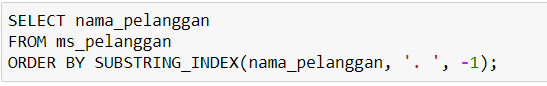 SELECT nama_pelanggan
FROM ms_pelanggan
ORDER BY SUBSTRING_INDEX(nama_pelanggan, '. ', -1);